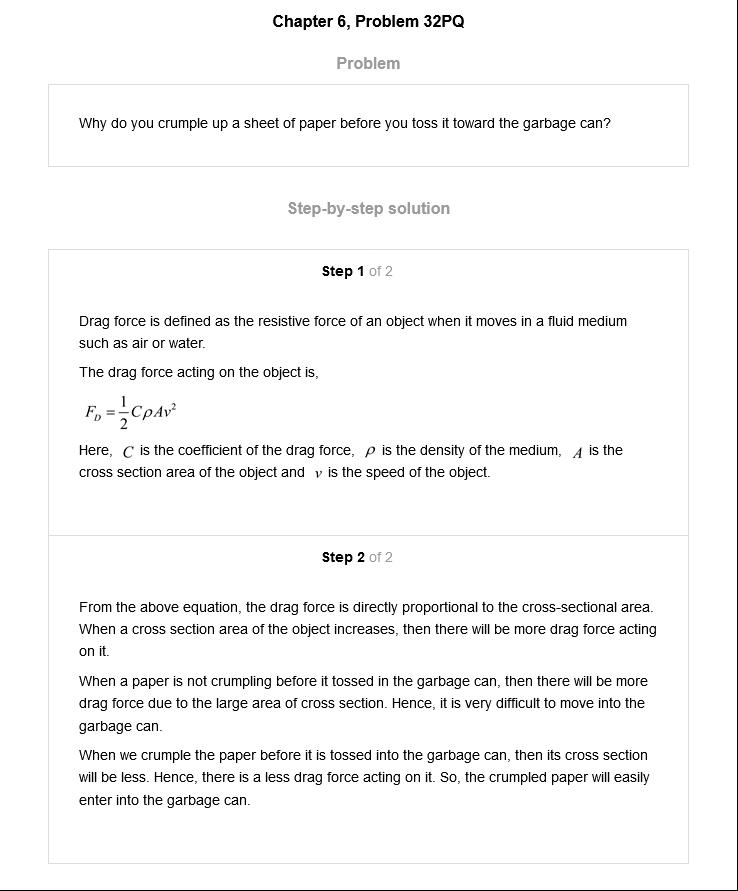 Chapter 6, Problem 32PQ
Problem
Why do you crumple up a sheet of paper before you toss it toward the garbage can?
Step-by-step solution
Step 1 of 2
Drag force is defined as the resistive force of an object when it moves in a fluid medium
such as air or water.
The drag force acting on the object is,
F_D = 1/2 CρAv²
Here, C is the coefficient of the drag force, ρ is the density of the medium, A is the
cross section area of the object and v is the speed of the object.
Step 2 of 2
From the above equation, the drag force is directly proportional to the cross-sectional area.
When a cross section area of the object increases, then there will be more drag force acting
on it.
When a paper is not crumpling before it tossed in the garbage can, then there will be more
drag force due to the large area of cross section. Hence, it is very difficult to move into the
garbage can.
When we crumple the paper before it is tossed into the garbage can, then its cross section
will be less. Hence, there is a less drag force acting on it. So, the crumpled paper will easily
enter into the garbage can.